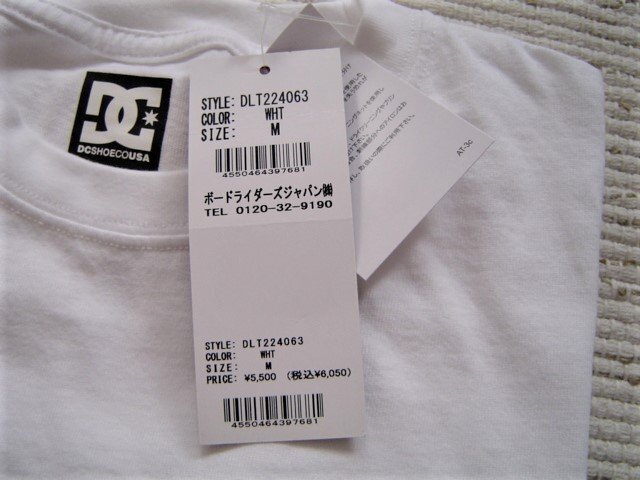 DC
DCSHOECOUSA
STYLE: DLT224063
COLOR: WHT
SIZE: M
4550464397681
ボードライダーズジャパン㈱
TEL 0120-32-9190
STYLE: DLT224063
COLOR: WHT
SIZE: M
PRICE: ¥5,500 (税込¥6,050)
4550464397681
AT-3c